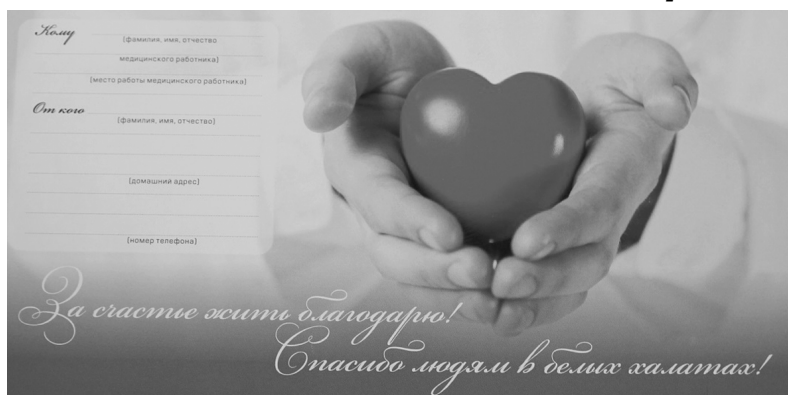 Кому
(фамилия, имя, отчество
медицинского работника)
(место работы медицинского работника)
От кого
(фамилия, имя, отчество)
(домашний адрес)
(номер телефона)
За счастье жить благодарю!
Спасибо людям в белых халатах!